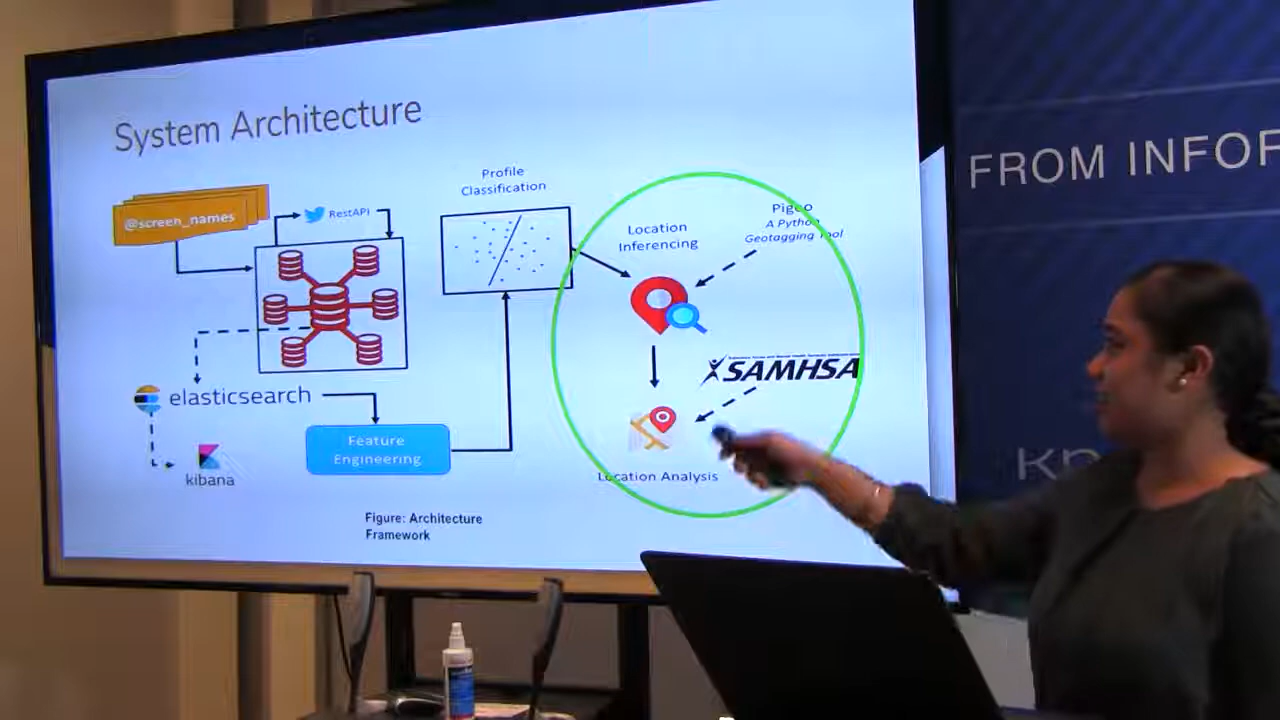 System Architecture
@screen_names
RestAPI
elasticsearch
kibana
Feature
Engineering
Profile
Classification
Location
Inferencing
Pigeo
A Python
Geotagging Tool
SAMHSA
Location Analysis
Figure: Architecture
Framework
FROM INFOR